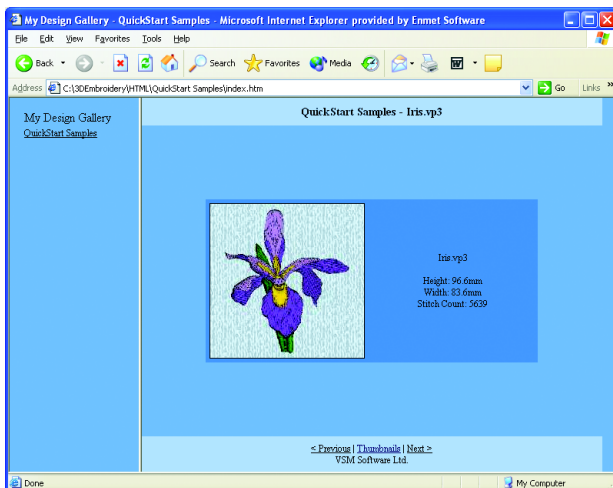 My Design Gallery - QuickStart Samples - Microsoft Internet Explorer provided by Enmet Software
File Edit View Favorites Tools Help
Back Search Favorites Media W
Address C:\3DEmbroidery\HTML\QuickStart Samples\index.htm Go Links »
My Design Gallery
QuickStart Samples
QuickStart Samples - Iris.vp3
Iris.vp3
Height: 96.6mm
Width: 83.6mm
Stitch Count: 5639
< Previous | Thumbnails | Next >
VSM Software Ltd.
Done My Computer